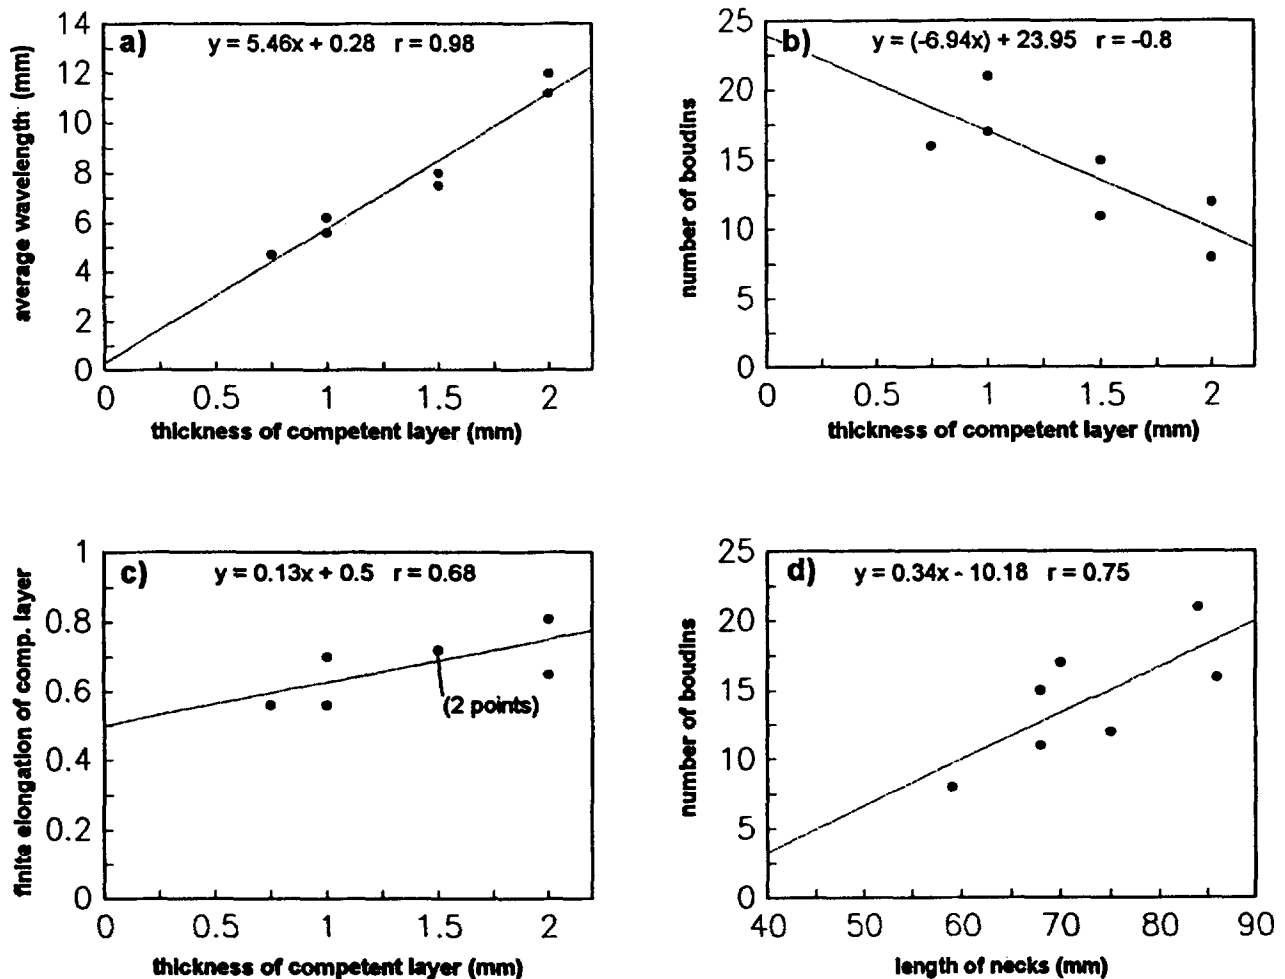 a) y = 5.46x + 0.28 r = 0.98
14
12
10
8
6
4
2
0
average wavelength (mm)
0 0.5 1 1.5 2
thickness of competent layer (mm)
b) y = (-6.94x) + 23.95 r = -0.8
25
20
15
10
5
0
number of boudins
0 0.5 1 1.5 2
thickness of competent layer (mm)
c) y = 0.13x + 0.5 r = 0.68
1
0.8
0.6
0.4
0.2
0
finite elongation of comp. layer
(2 points)
0 0.5 1 1.5 2
thickness of competent layer (mm)
d) y = 0.34x - 10.18 r = 0.75
25
20
15
10
5
0
number of boudins
40 50 60 70 80 90
length of necks (mm)